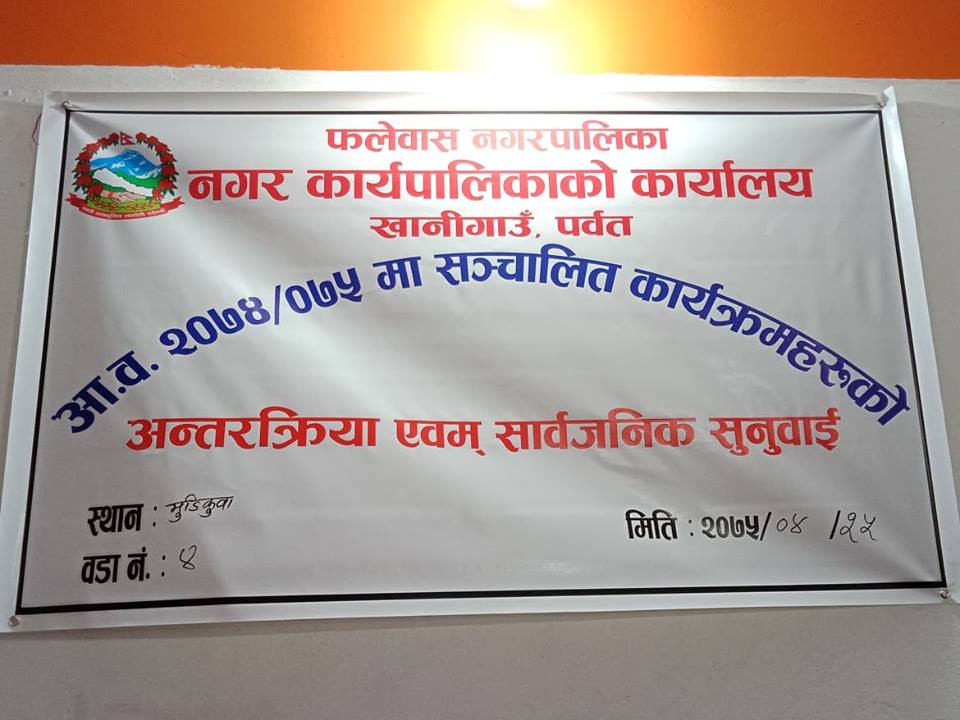 फलेवास नगरपालिका
नगर कार्यपालिकाको कार्यालय
खानीगाउँ, पर्वत
आ.व. २०७४/०७५ मा सञ्चालित कार्यक्रमहरुको
अन्तरक्रिया एवम् सार्वजनिक सुनुवाई
स्थान : मुडिकुवा
मिति : २०७५/०४ /२५
वडा नं. : ४